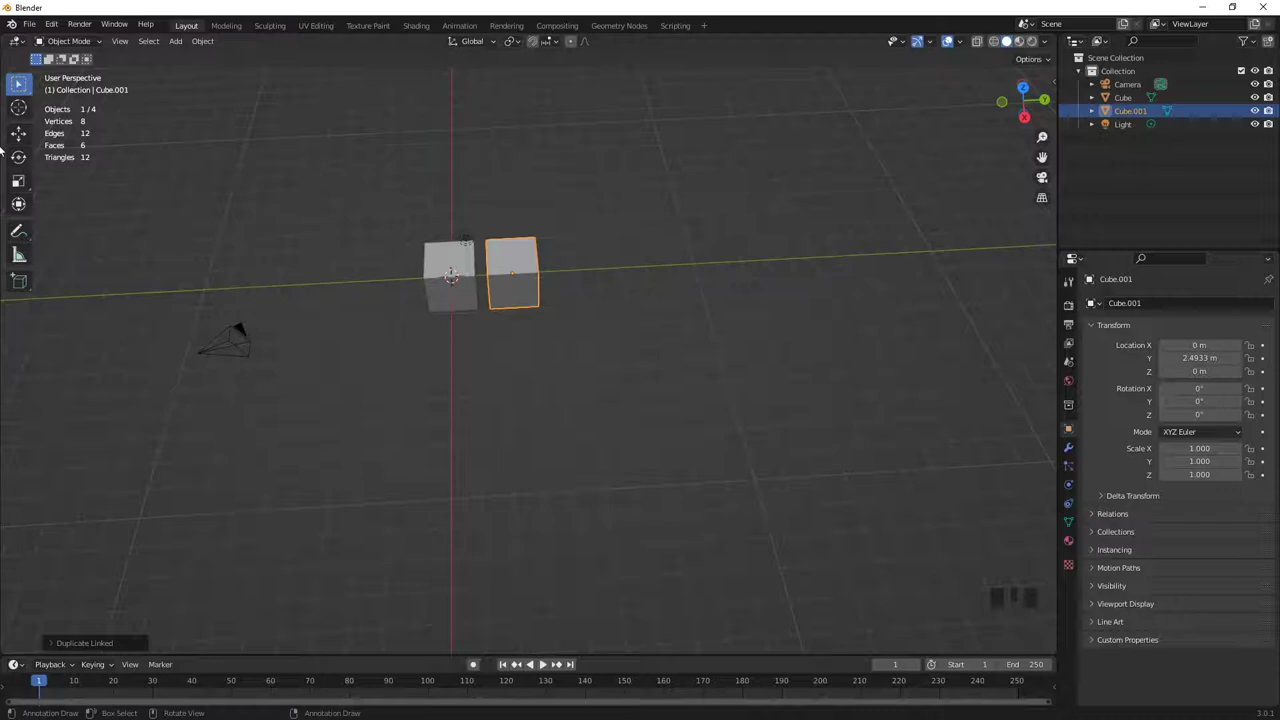 Blender
File Edit Render Window Help Layout Modeling Sculpting UV Editing Texture Paint Shading Animation Rendering Compositing Geometry Nodes Scripting + Scene ViewLayer
Object Mode View Select Add Object Global
Options
User Perspective
(1) Collection | Cube.001
Objects 1 / 4
Vertices 8
Edges 12
Faces 6
Triangles 12
Z
Y
X
Scene Collection
Collection
Camera
Cube
Cube.001
Light
Cube.001
Cube.001
Transform
Location X 0 m
Y 2.4933 m
Z 0 m
Rotation X 0°
Y 0°
Z 0°
Mode XYZ Euler
Scale X 1.000
Y 1.000
Z 1.000
Delta Transform
Relations
Collections
Instancing
Motion Paths
Visibility
Viewport Display
Line Art
Custom Properties
Duplicate Linked
Playback Keying View Marker 1 Start 1 End 250
1 10 20 30 40 50 60 70 80 90 100 110 120 130 140 150 160 170 180 190 200 210 220 230 240 250
Annotation Draw Box Select Rotate View Annotation Draw 3.0.1